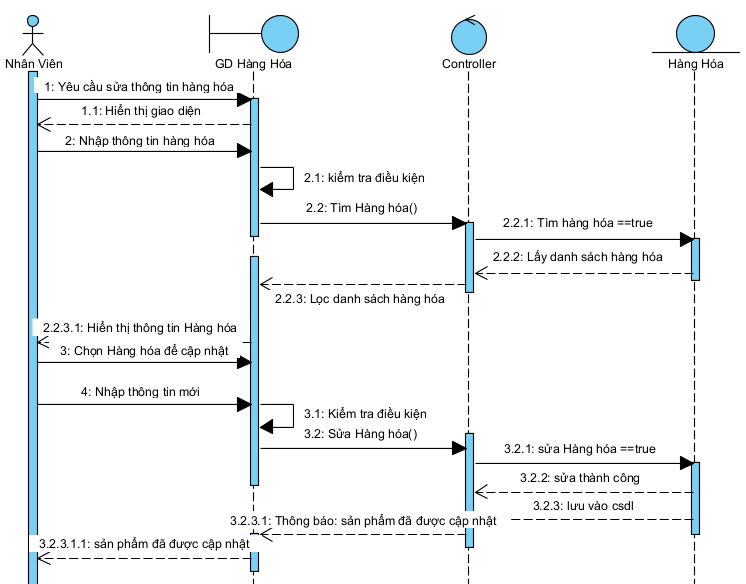 Nhân Viên
GD Hàng Hóa
Controller
Hàng Hóa
1: Yêu cầu sửa thông tin hàng hóa
1.1: Hiển thị giao diện
2: Nhập thông tin hàng hóa
2.1: kiểm tra điều kiện
2.2: Tìm Hàng hóa()
2.2.1: Tìm hàng hóa ==true
2.2.2: Lấy danh sách hàng hóa
2.2.3: Lọc danh sách hàng hóa
2.2.3.1: Hiển thị thông tin Hàng hóa
3: Chọn Hàng hóa để cập nhật
4: Nhập thông tin mới
3.1: Kiểm tra điều kiện
3.2: Sửa Hàng hóa()
3.2.1: sửa Hàng hóa ==true
3.2.2: sửa thành công
3.2.3: lưu vào csdl
3.2.3.1: Thông báo: sản phẩm đã được cập nhật
3.2.3.1.1: sản phẩm đã được cập nhật